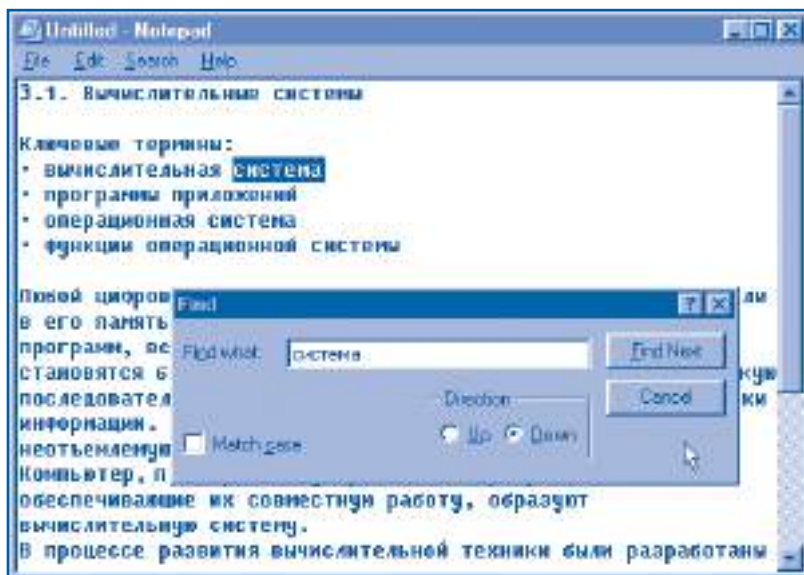 Untitled - Notepad
File Edit Search Help
3.1. Вычислительные системы
Ключевые термины:
• вычислительная система
• программы приложений
• операционная система
• функции операционной системы
Любой цифров ли
в его память
программ, вс
становятся б кую
последовател ки
информации.
неотъемлемую
Компьютер, п
обеспечивающие их совместную работу, образуют
вычислительную систему.
В процессе развития вычислительной техники были разработаны
Find
Find what: система
Find Next
Cancel
Direction
Up Down
Match case